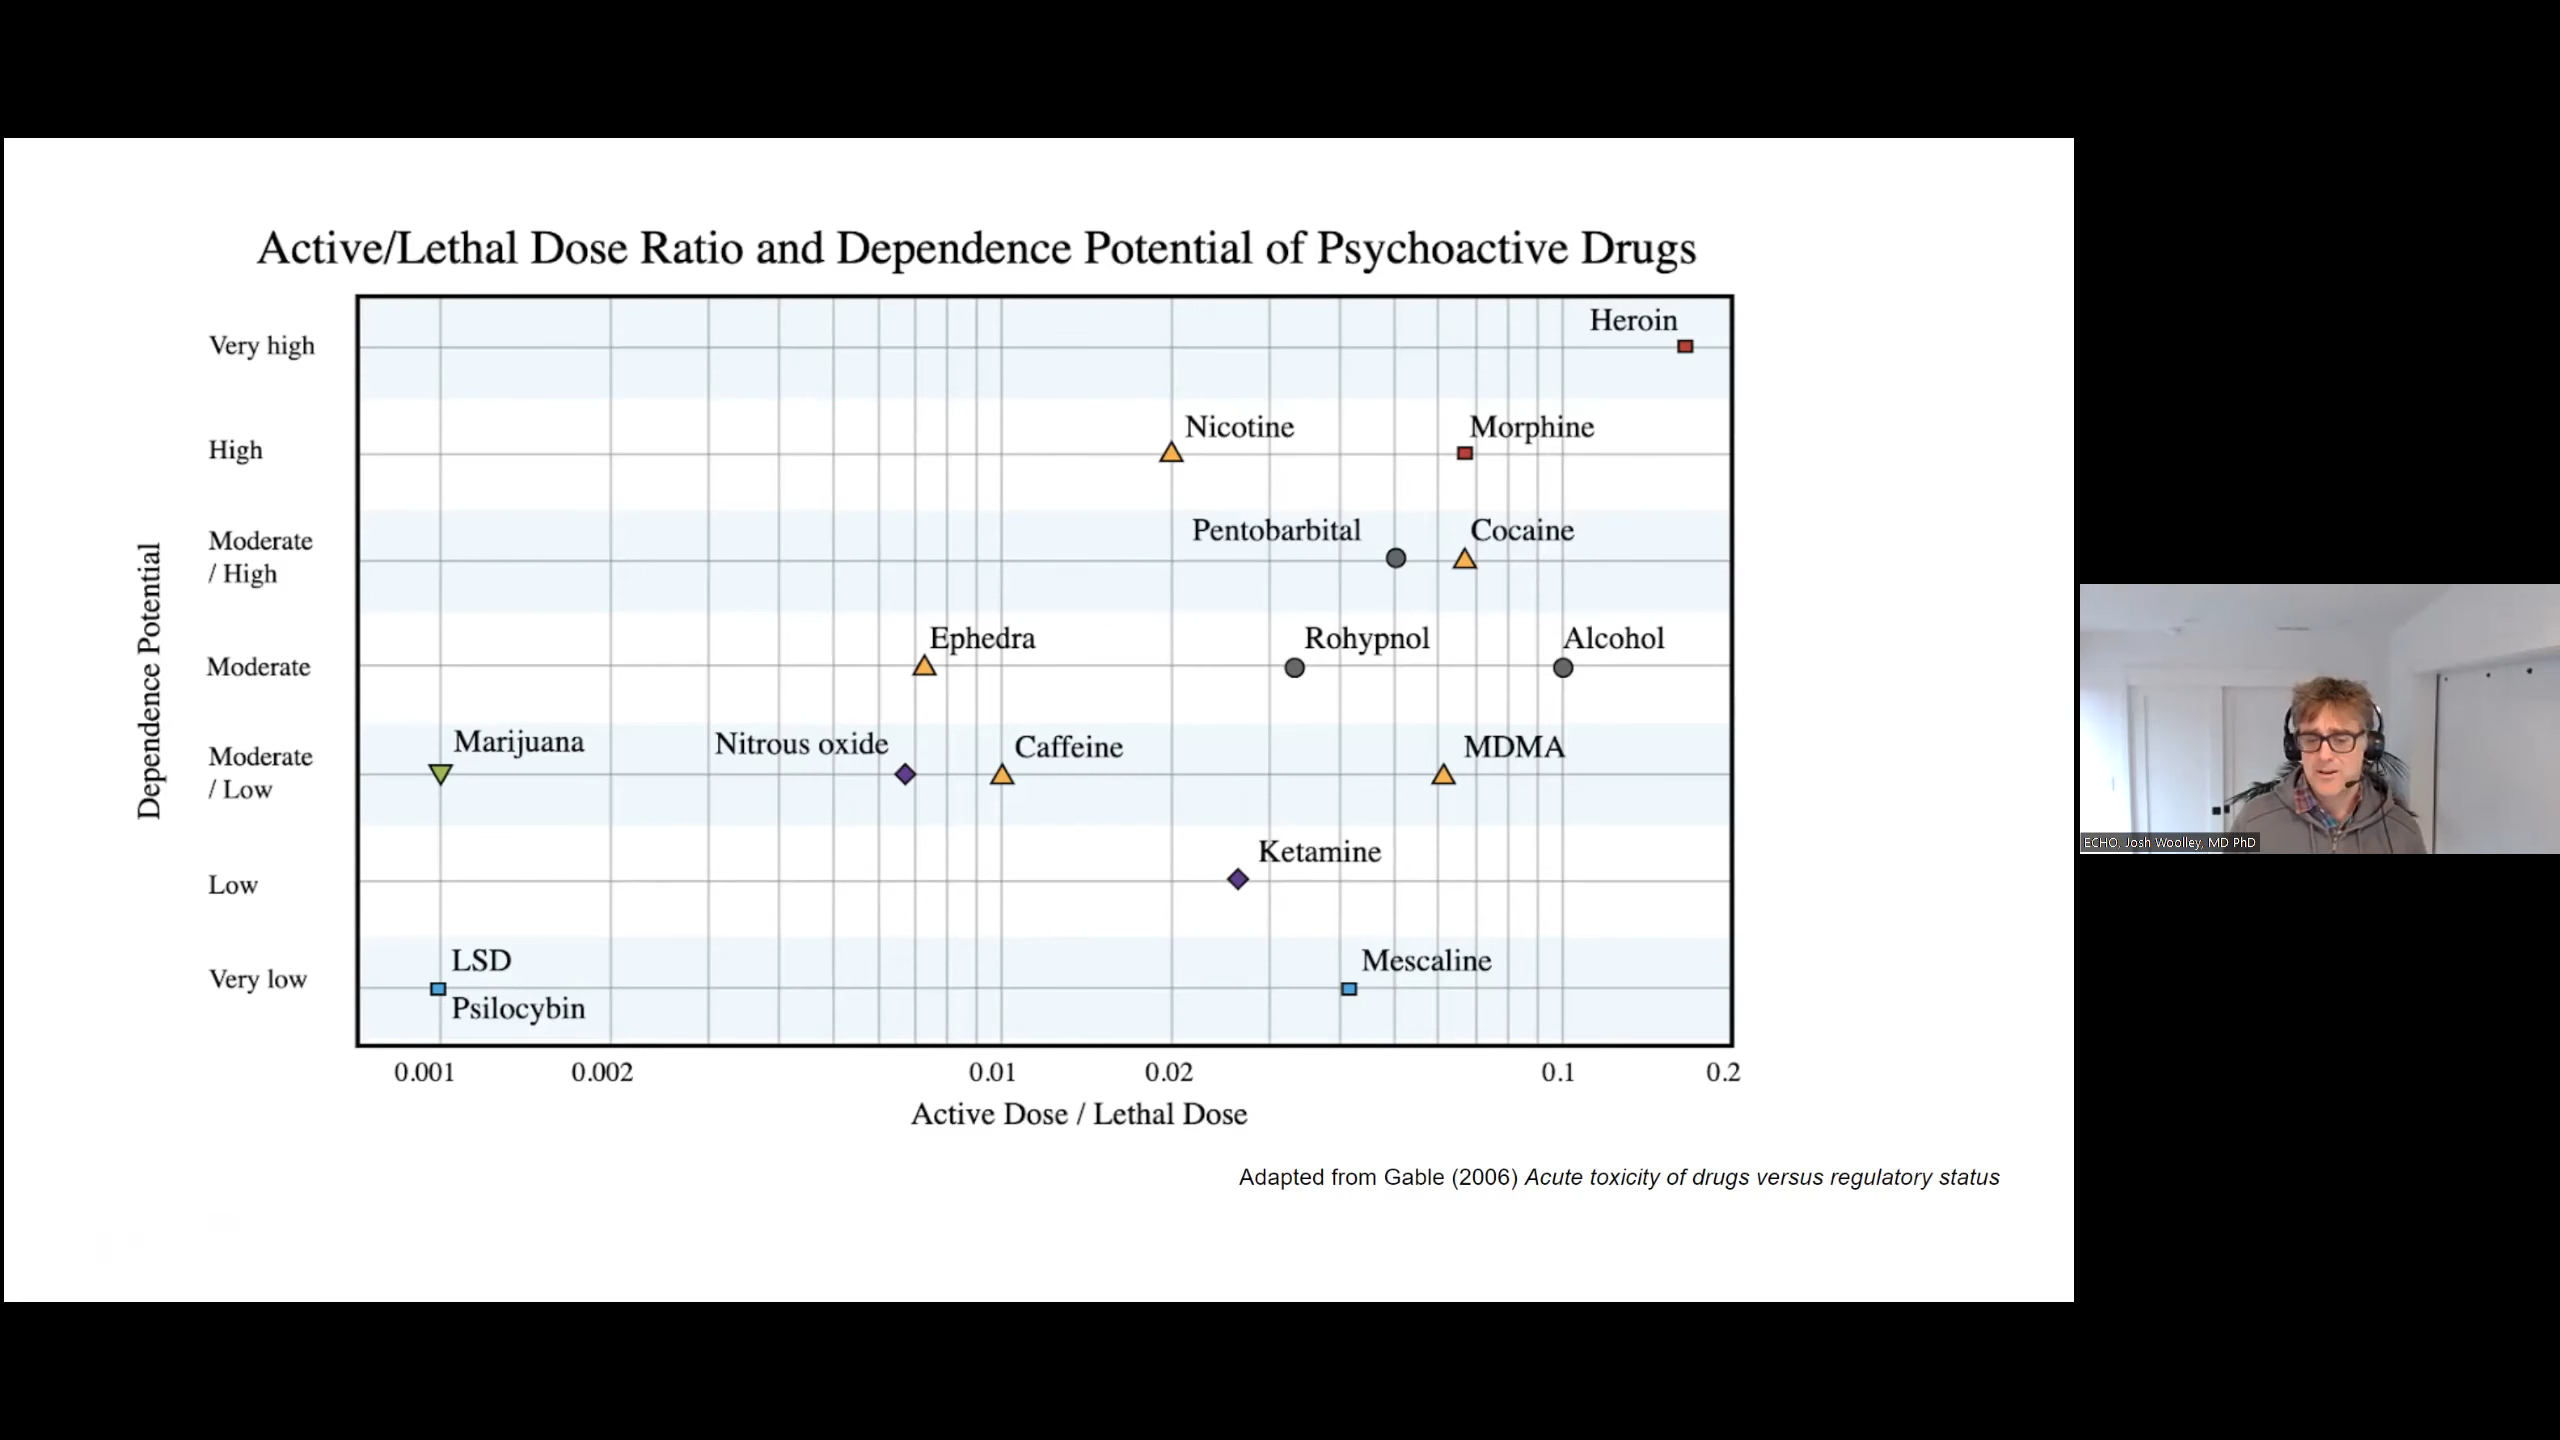 Active/Lethal Dose Ratio and Dependence Potential of Psychoactive Drugs
Dependence Potential
Very high
High
Moderate
/ High
Moderate
Moderate
/ Low
Low
Very low
Heroin
Nicotine
Morphine
Pentobarbital
Cocaine
Ephedra
Rohypnol
Alcohol
Marijuana
Nitrous oxide
Caffeine
MDMA
Ketamine
LSD
Psilocybin
Mescaline
0.001
0.002
0.01
0.02
0.1
0.2
Active Dose / Lethal Dose
Adapted from Gable (2006) Acute toxicity of drugs versus regulatory status
ECHO, Josh Woolley, MD PhD